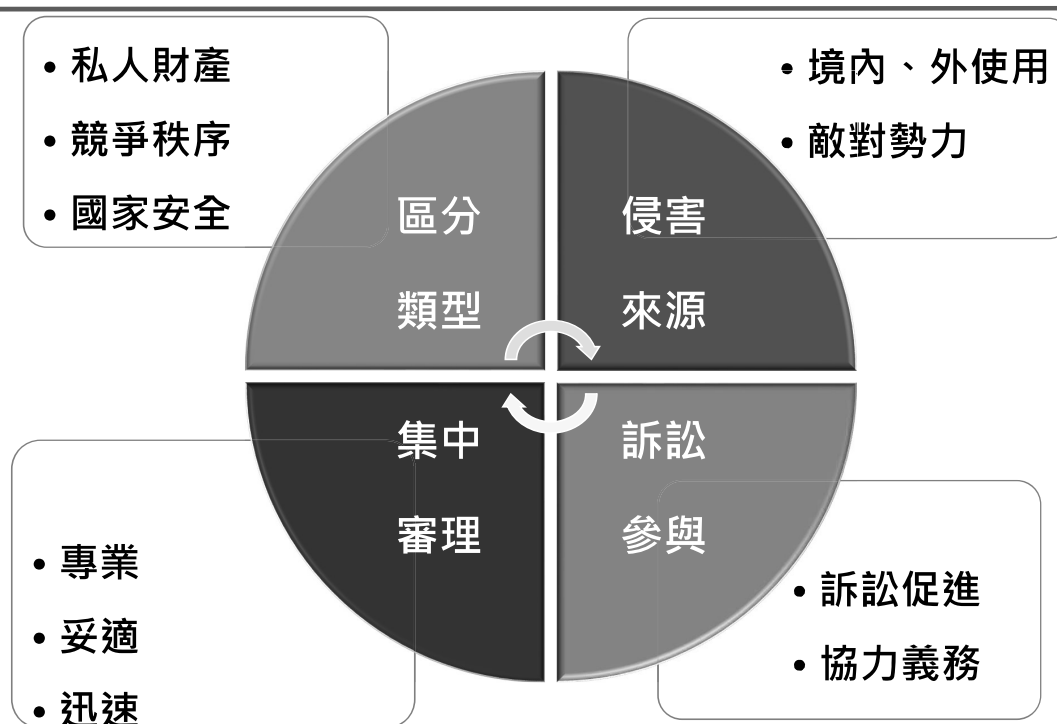 • 私人財產
• 競爭秩序
• 國家安全
區分
類型
• 境內、外使用
• 敵對勢力
侵害
來源
集中
審理
• 專業
• 妥適
• 迅速
訴訟
參與
• 訴訟促進
• 協力義務